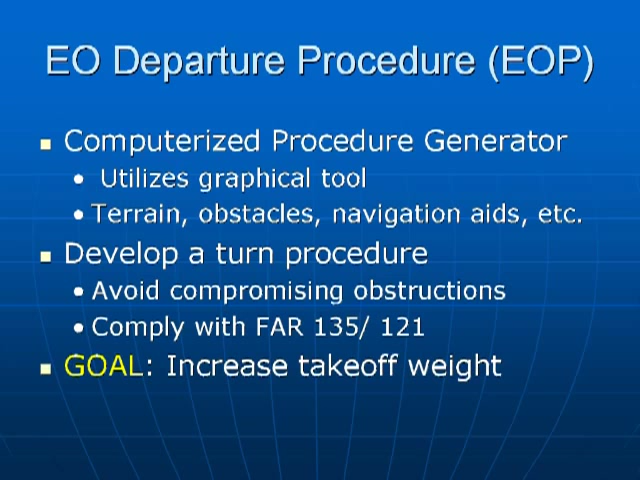 EO Departure Procedure (EOP)
Computerized Procedure Generator
Utilizes graphical tool
Terrain, obstacles, navigation aids, etc.
Develop a turn procedure
Avoid compromising obstructions
Comply with FAR 135/ 121
GOAL: Increase takeoff weight